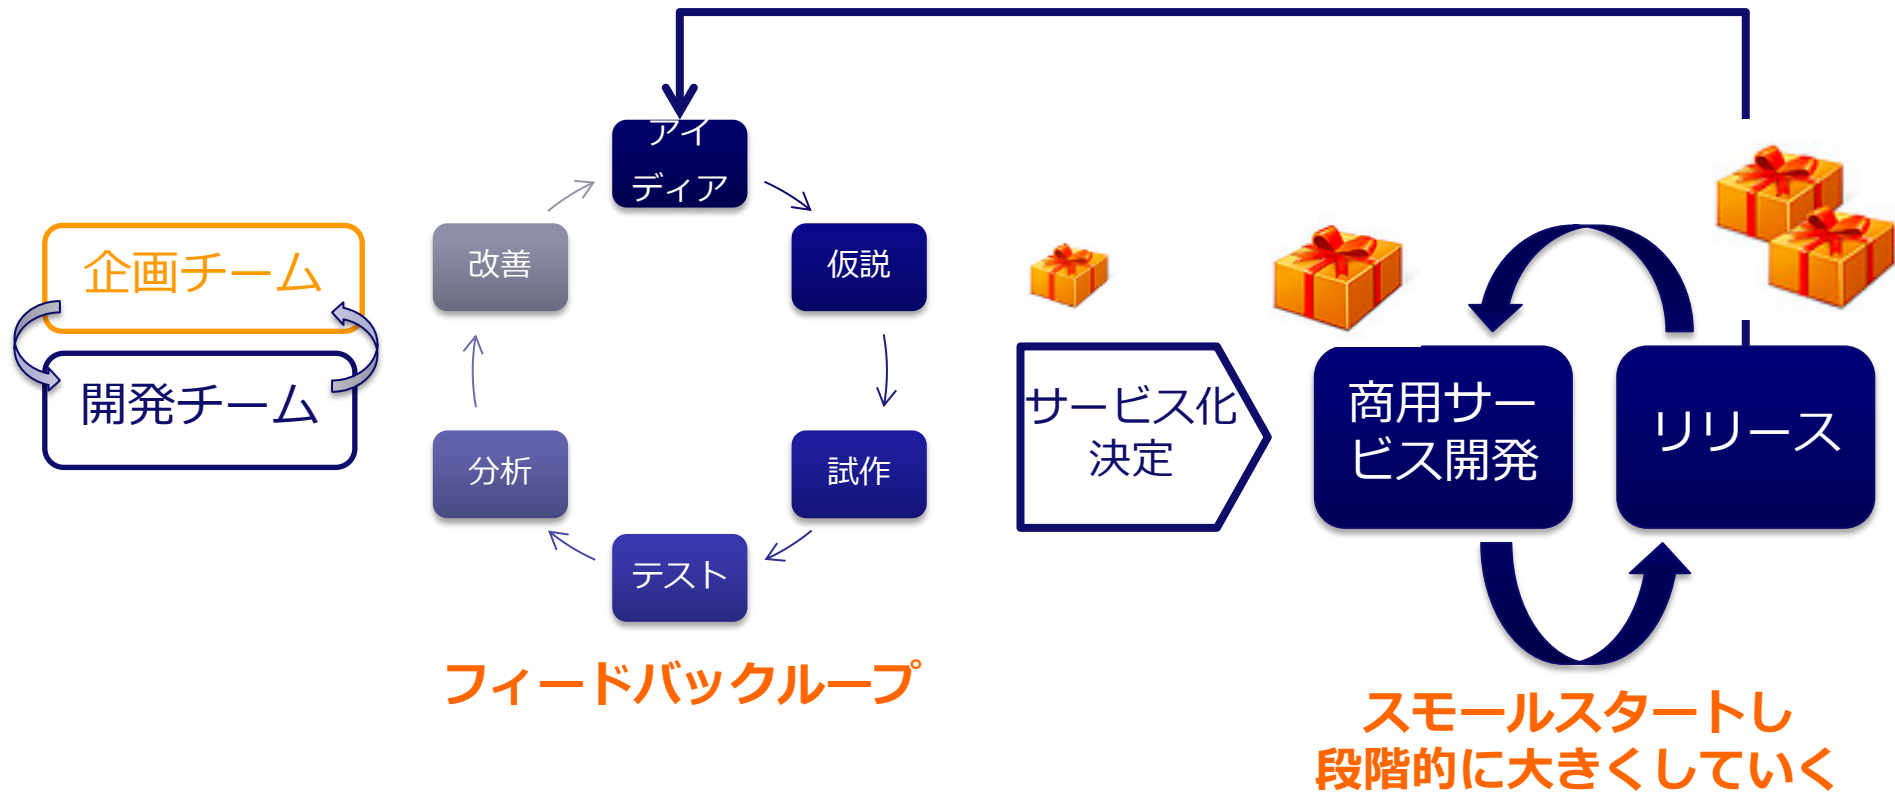 企画チーム
開発チーム
アイ
ディア
仮説
試作
テスト
分析
改善
フィードバックループ
サービス化
決定
商用サー
ビス開発
リリース
スモールスタートし
段階的に大きくしていく